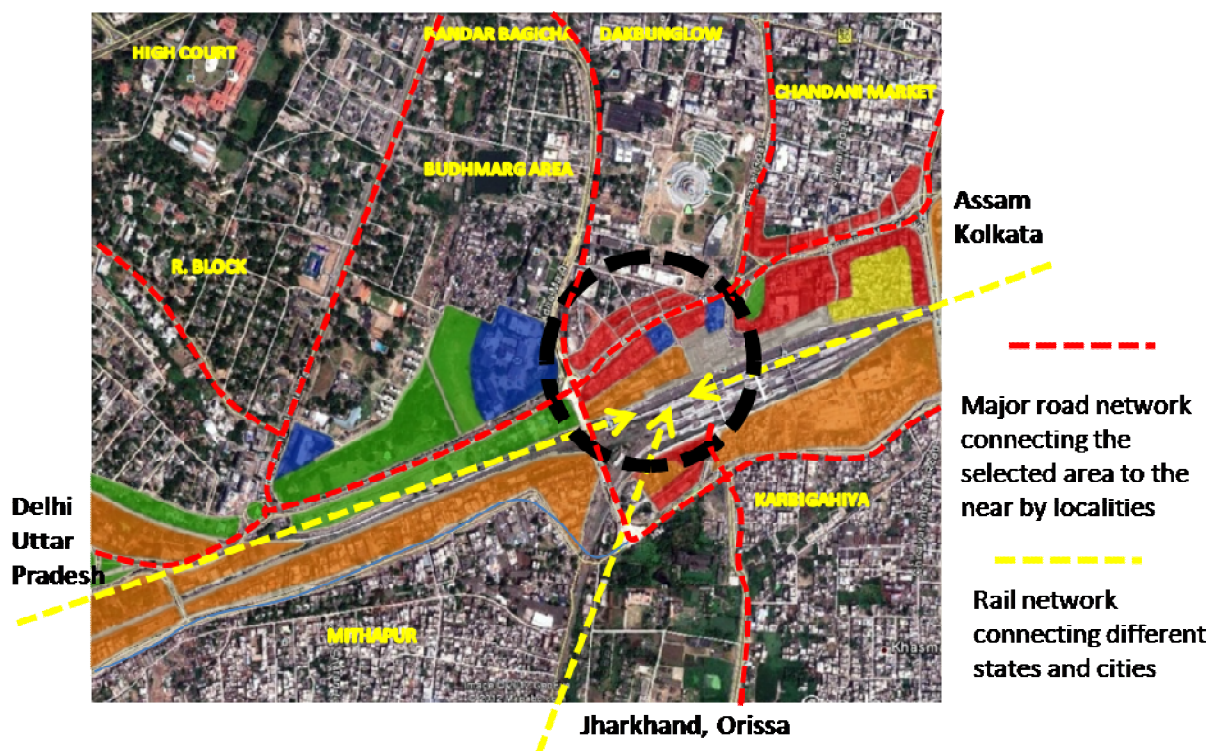 HIGH COURT
BANDAR BAGICHA
DAKBUNGLOW
N
CHANDANI MARKET
BUDHMARG AREA
R. BLOCK
Assam
Kolkata
Major road network
connecting the
selected area to the
near by localities
Delhi
Uttar
Pradesh
KARBIGAHIYA
Rail network
connecting different
states and cities
MITHAPUR
Khasm
Jharkhand, Orissa